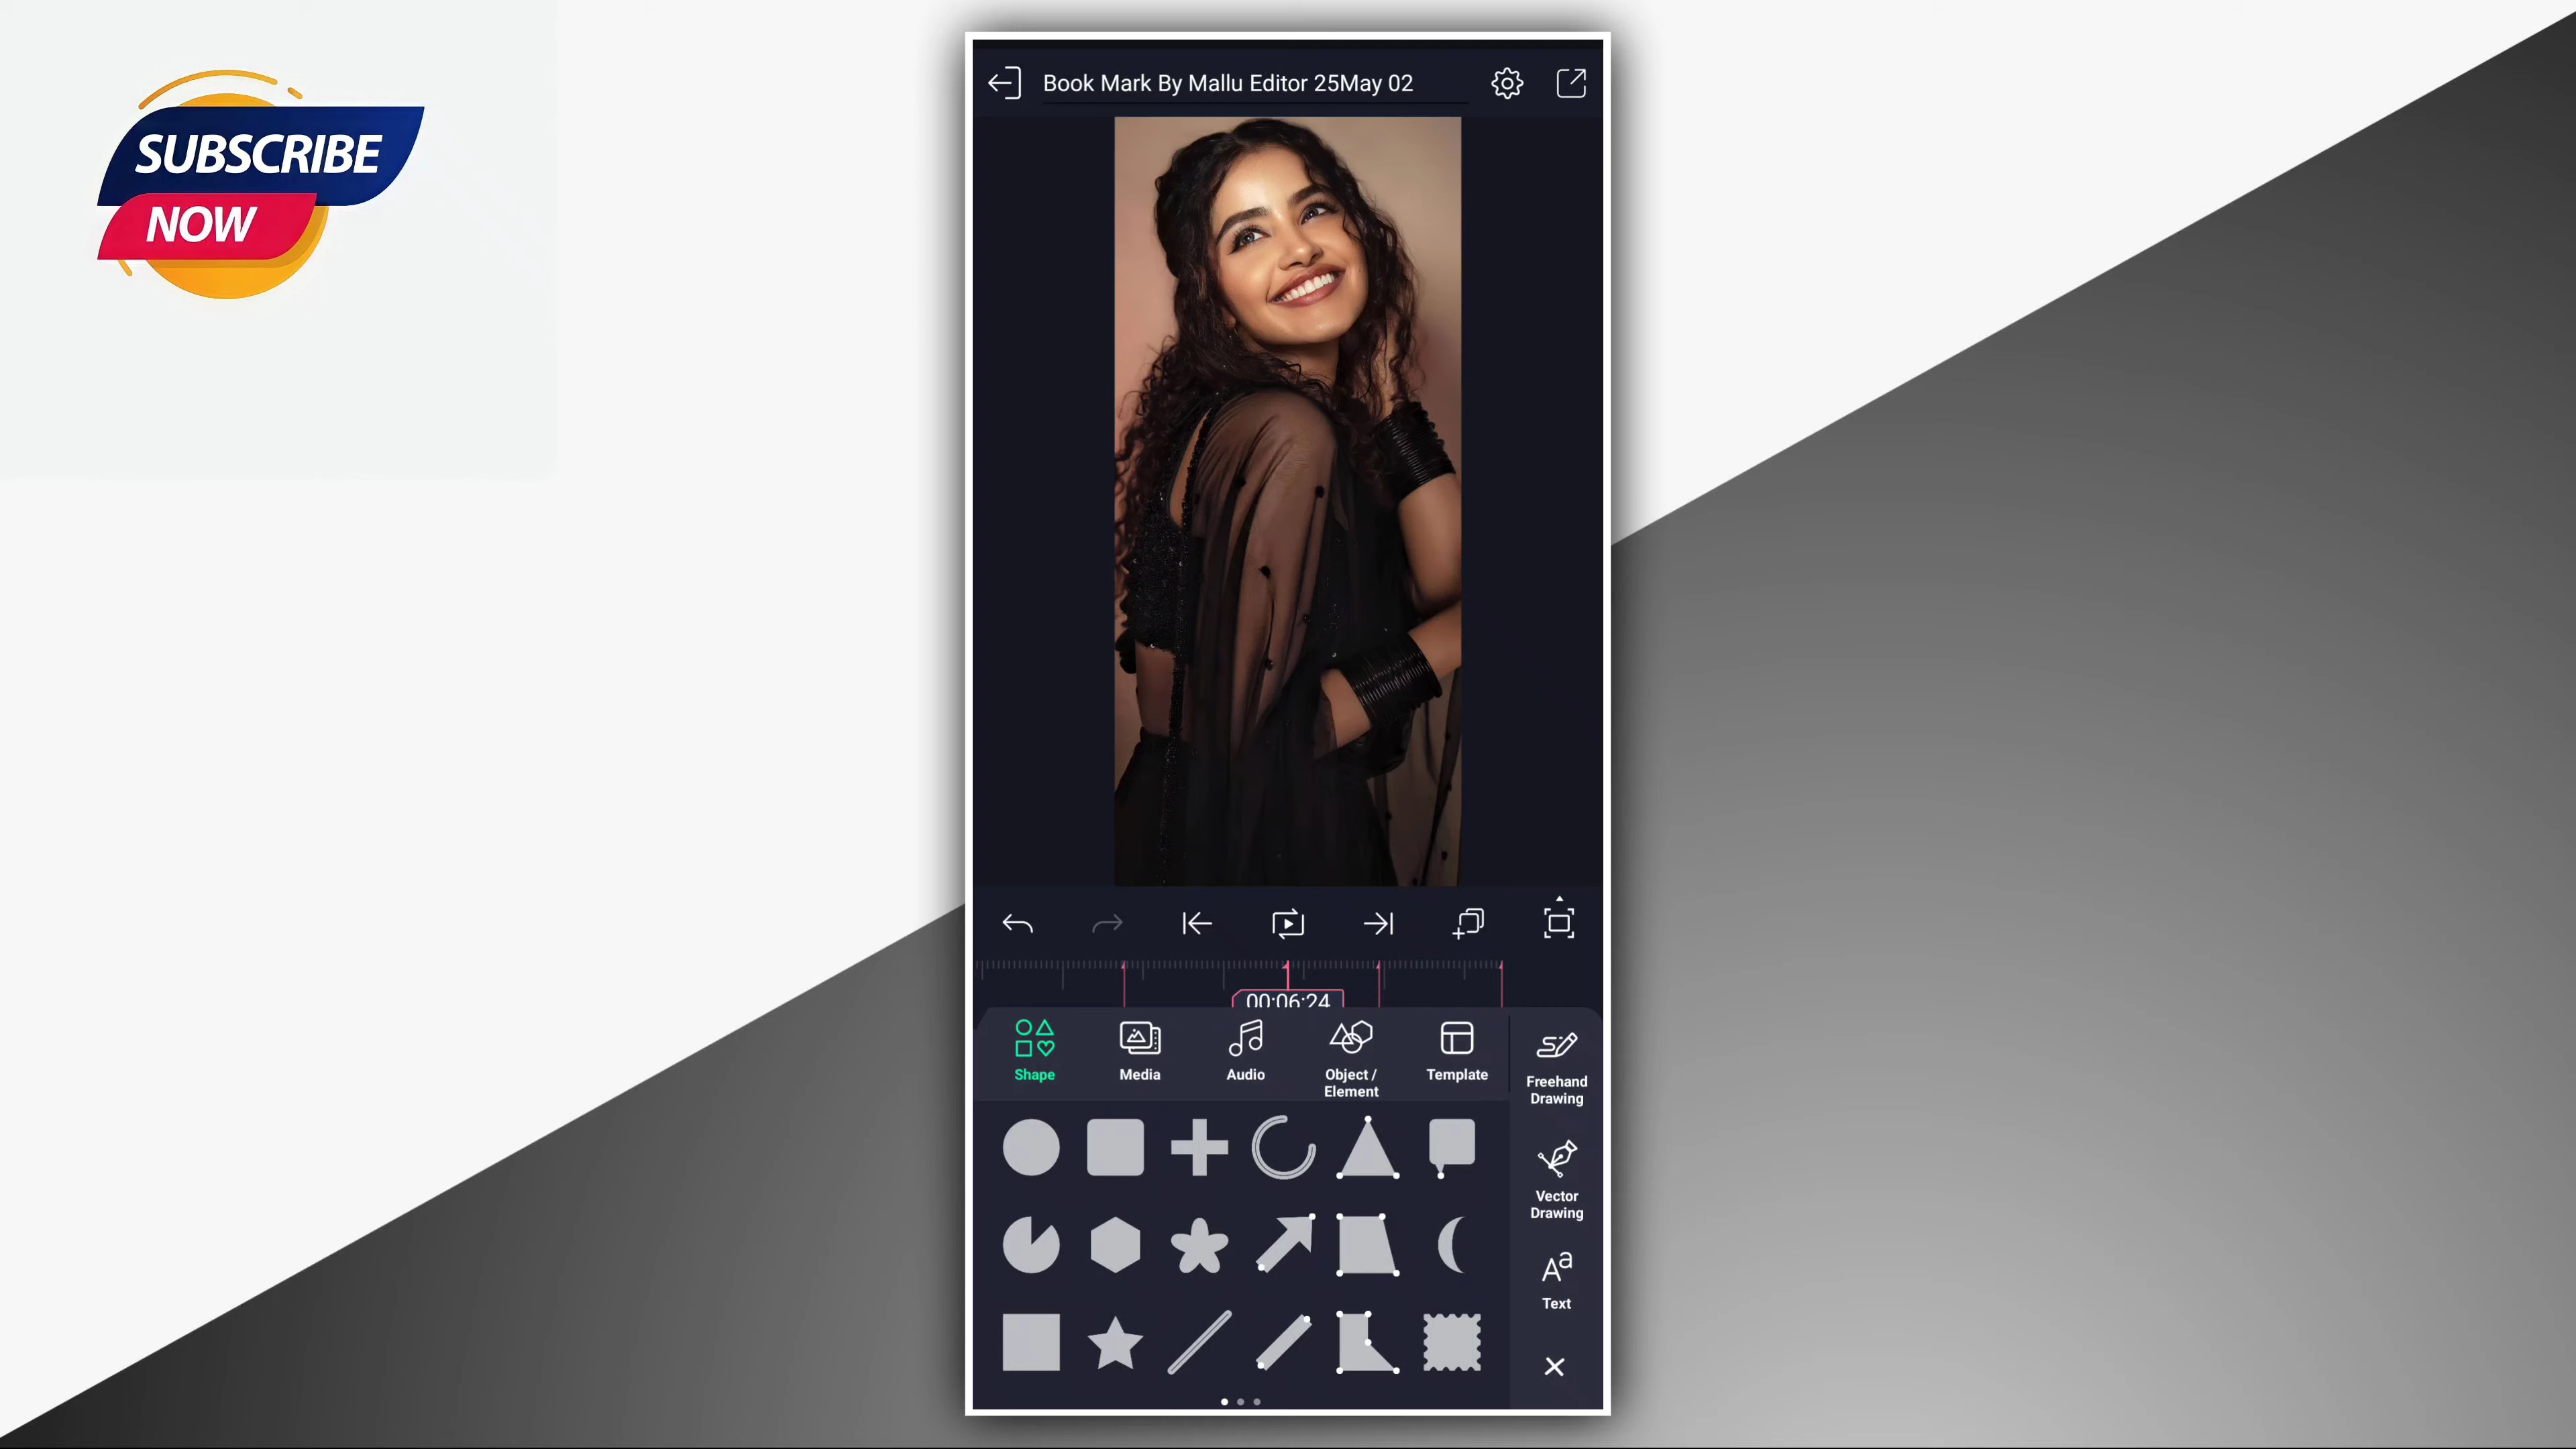 SUBSCRIBE
NOW
Book Mark By Mallu Editor 25May 02
00:06:24
Shape
Media
Audio
Object /
Element
Template
Freehand
Drawing
Vector
Drawing
Aa
Text